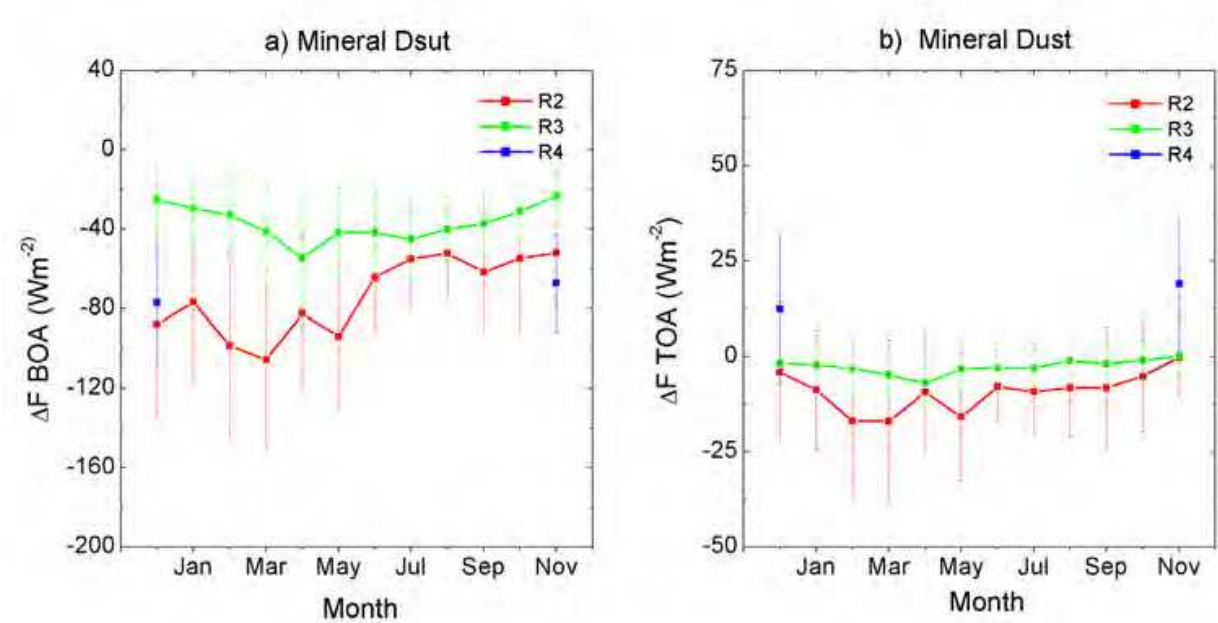 a) Mineral Dsut
40
0
-40
-80
-120
-160
-200
ΔF BOA (Wm-2)
R2
R3
R4
Jan Mar May Jul Sep Nov
Month
b) Mineral Dust
75
50
25
0
-25
-50
ΔF TOA (Wm-2)
R2
R3
R4
Jan Mar May Jul Sep Nov
Month